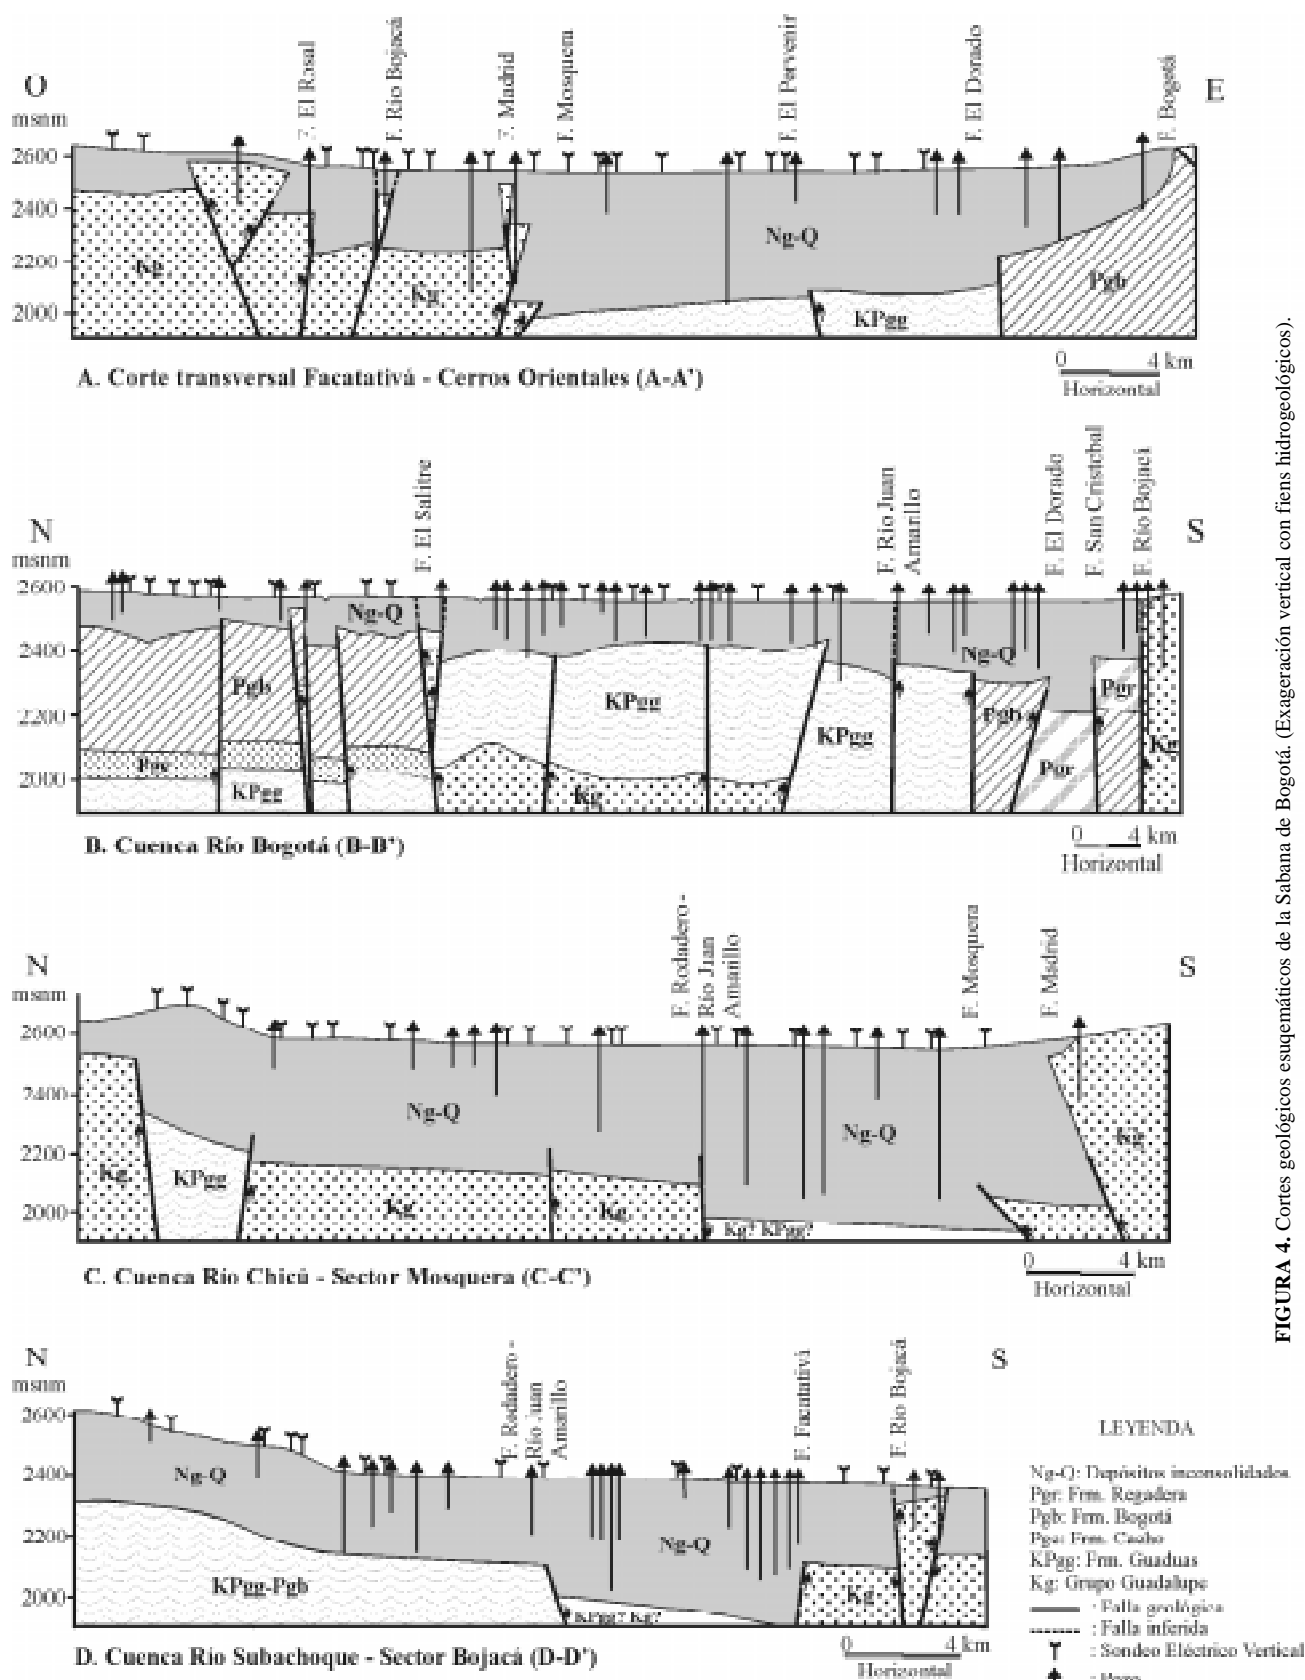 O
E
msnm
F. El Rosal
F. Río Bojacá
F. Madrid
F. Mosquera
F. El Porvenir
F. El Dorado
F. Bogotá
2600
2400
2200
2000
Kg
Kg
Ng-Q
KPgg
Pgb
A. Corte transversal Facatativá - Cerros Orientales (A-A')
0 4 km
Horizontal
N
S
msnm
F. El Salitre
F. Río Juan
Amarillo
F. El Dorado
F. San Cristobal
F. Río Bojacá
2600
2400
2200
2000
Ng-Q
Pgb
KPgg
KPgg
Kg
KPgg
Ng-Q
Pgb
Pgr
Pgr
Kg
B. Cuenca Río Bogotá (B-B')
0 4 km
Horizontal
N
S
msnm
F. Rodadero -
Río Juan
Amarillo
F. Mosquera
F. Madrid
2600
2400
2200
2000
Kg
KPgg
Ng-Q
Kg
Kg
Ng-Q
Kg? KPgg?
Kg
C. Cuenca Río Chicú - Sector Mosquera (C-C')
0 4 km
Horizontal
N
S
msnm
F. Rodadero -
Río Juan
Amarillo
F. Facatativá
F. Río Bojacá
2600
2400
2200
2000
Ng-Q
KPgg-Pgb
Ng-Q
KPgg? Kg?
Kg
D. Cuenca Río Subachoque - Sector Bojacá (D-D')
0 4 km
Horizontal
LEYENDA
Ng-Q: Depósitos inconsolidados
Pgr: Frm. Regadera
Pgb: Frm. Bogotá
Frm. Cacho
KPgg: Frm. Guaduas
Kg: Grupo Guadalupe
: Falla geológica
: Falla inferida
: Sondeo Eléctrico Vertical
: Pozo
FIGURA 4. Cortes geológicos esuqemáticos de la Sabana de Bogotá. (Exageración vertical con fiens hidrogeológicos).